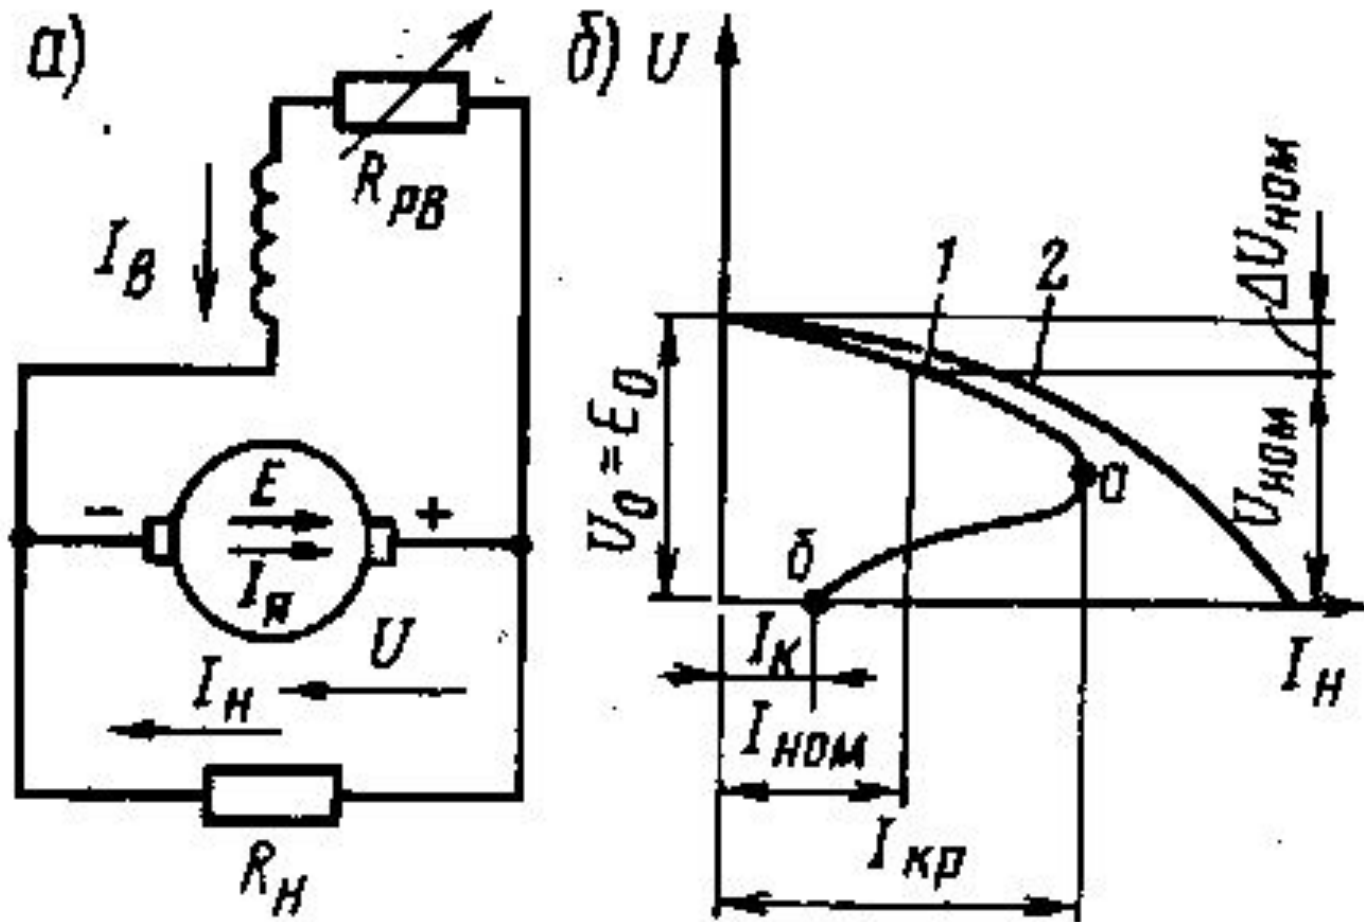 а)
R_рв
I_в
E
I_я
-
+
U
I_н
R_н
б)
U
1
2
ΔU_ном
U_0 = E_0
U_ном
а
б
I_к
I_н
I_ном
I_кр